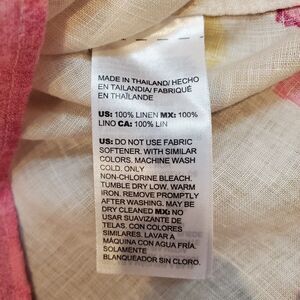 MADE IN THAILAND/ HECHO
EN TAILANDIA/ FABRIQUÉ
EN THAÏLANDE
US: 100% LINEN MX: 100%
LINO CA: 100% LIN
US: DO NOT USE FABRIC
SOFTENER. WITH SIMILAR
COLORS. MACHINE WASH
COLD. ONLY
NON-CHLORINE BLEACH.
TUMBLE DRY LOW. WARM
IRON. REMOVE PROMPTLY
AFTER WASHING. MAY BE
DRY CLEANED MX: NO
USAR SUAVIZANTE DE
TELAS. CON COLORES
SIMILARES. LAVAR A
MÁQUINA CON AGUA FRÍA.
SOLAMENTE
BLANQUEADOR SIN CLORO.